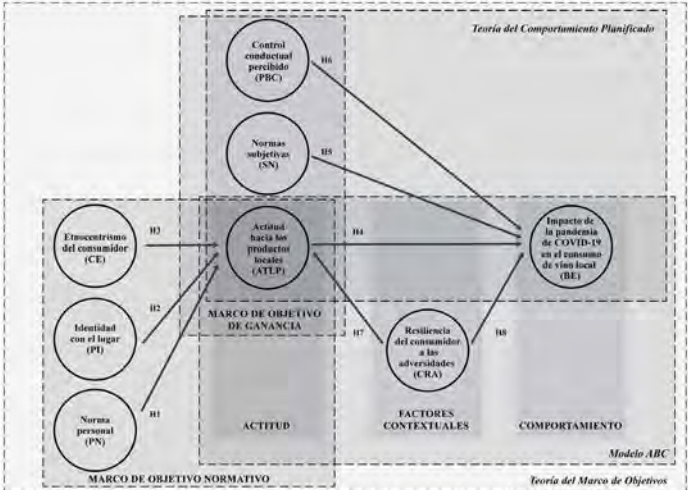 Teoría del Comportamiento Planificado
Control
conductual
percibido
(PBC)
H6
Normas
subjetivas
(SN)
H5
Etnocentrismo
del consumidor
(CE)
H3
Actitud
hacia los
productos
locales
(ATLP)
H4
Impacto de
la pandemia
de COVID-19
en el consumo
de vino local
(BE)
Identidad
con el lugar
(PI)
H2
MARCO DE OBJETIVO
DE GANANCIA
H7
Resiliencia
del consumidor
a las
adversidades
(CRA)
H8
Norma
personal
(PN)
H1
ACTITUD
FACTORES
CONTEXTUALES
COMPORTAMIENTO
Modelo ABC
MARCO DE OBJETIVO NORMATIVO
Teoría del Marco de Objetivos